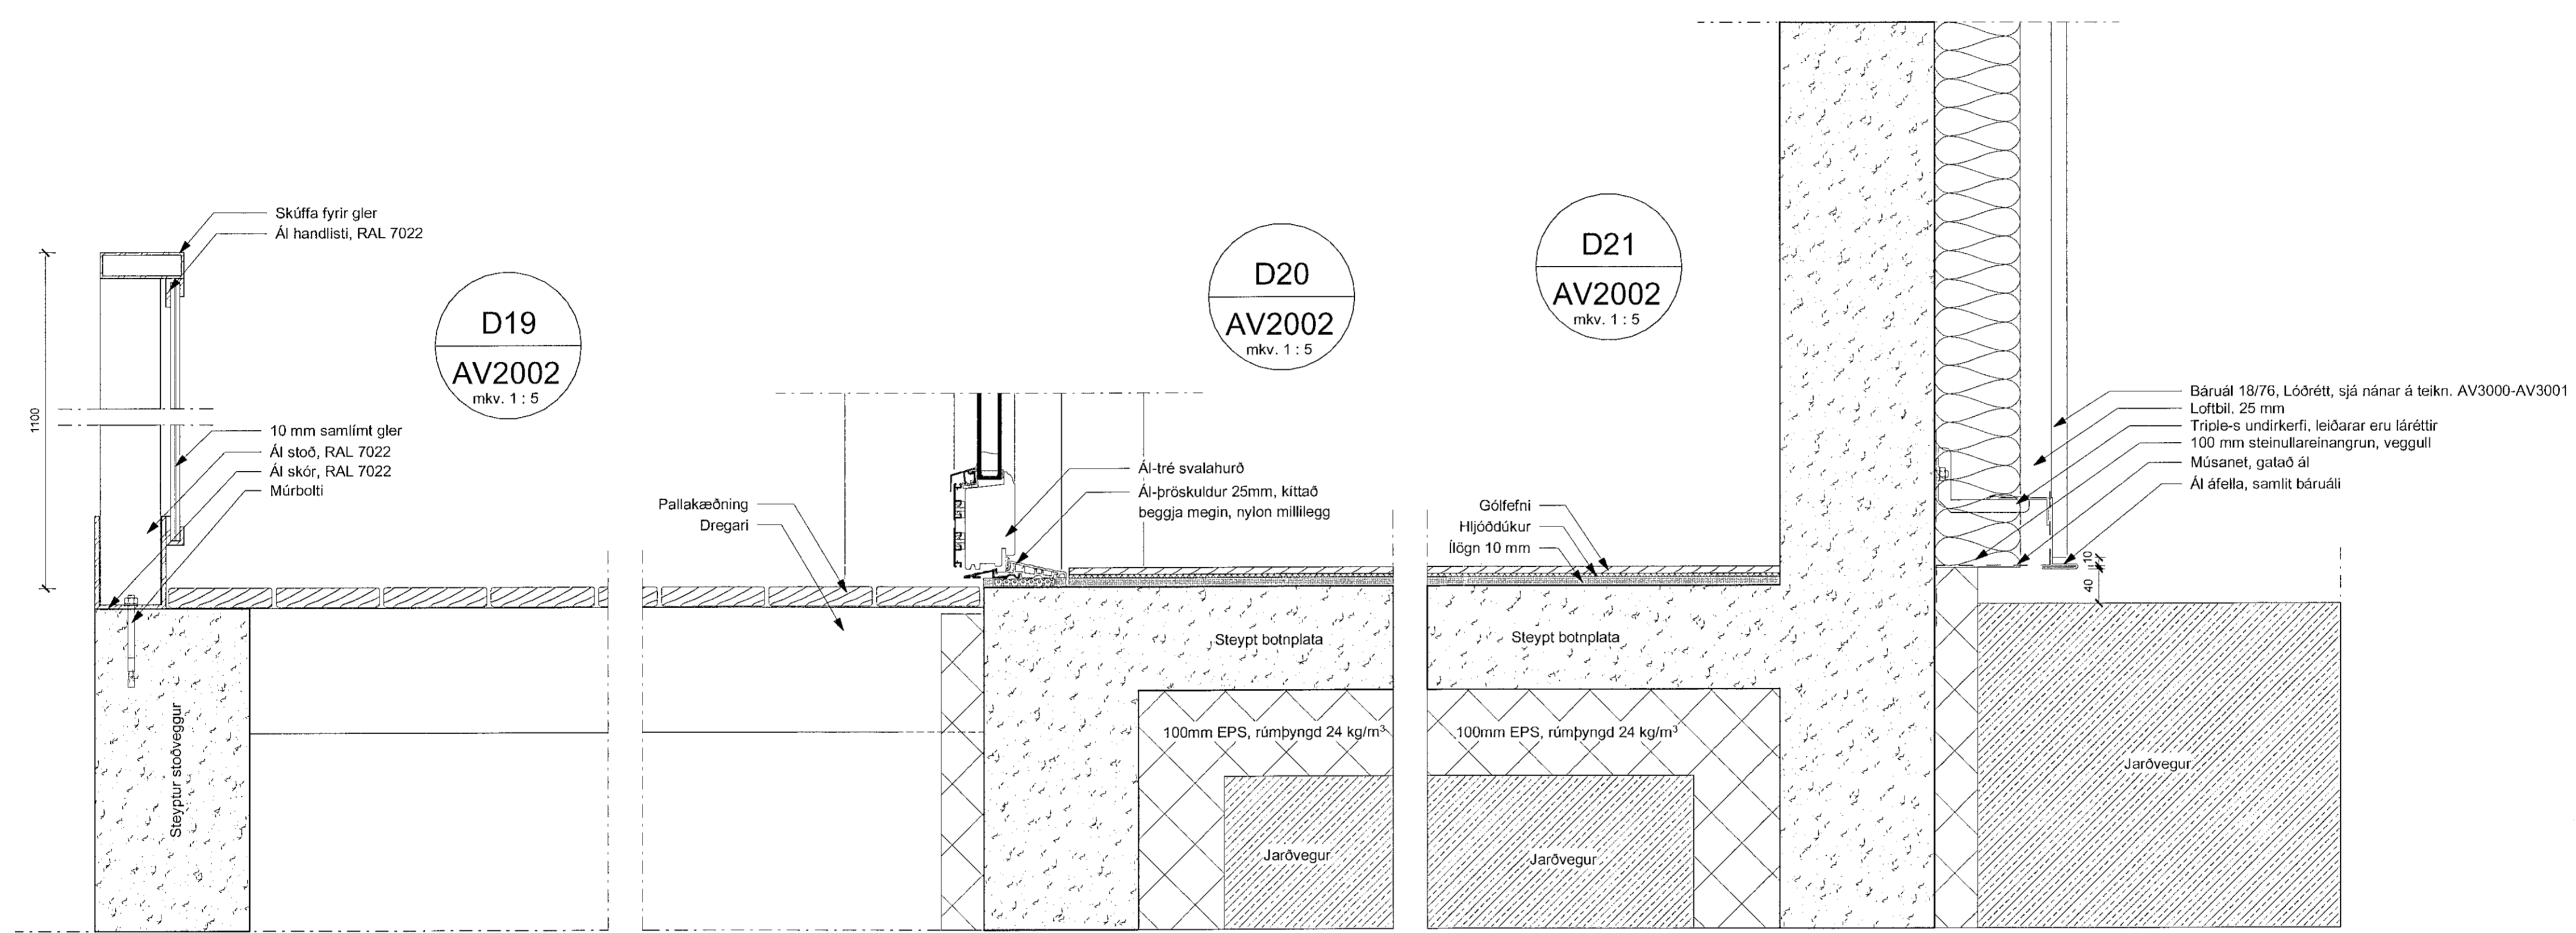 Skúffa fyrir gler
Ál handlisti, RAL 7022
1100
D19
AV2002
mkv. 1 : 5
10 mm samlímt gler
Ál stoð, RAL 7022
Ál skór, RAL 7022
Múrbolti
Steyptur stoðveggur
Pallakæðning
Dregari
D20
AV2002
mkv. 1 : 5
Ál-tré svalahurð
Ál-þröskuldur 25mm, kíttað
beggja megin, nylon millilegg
Steypt botnplata
100mm EPS, rúmþyngd 24 kg/m³
Jarðvegur
D21
AV2002
mkv. 1 : 5
Gólfefni
Hljóðdúkur
Ílögn 10 mm
Steypt botnplata
100mm EPS, rúmþyngd 24 kg/m³
Jarðvegur
Báruál 18/76, Lóðrétt, sjá nánar á teikn. AV3000-AV3001
Loftbil. 25 mm
Triple-s undirkerfi, leiðarar eru láréttir
100 mm steinullareinangrun, veggull
Músanet, gatað ál
Ál áfella, samlit báruáli
10
40
Jarðvegur